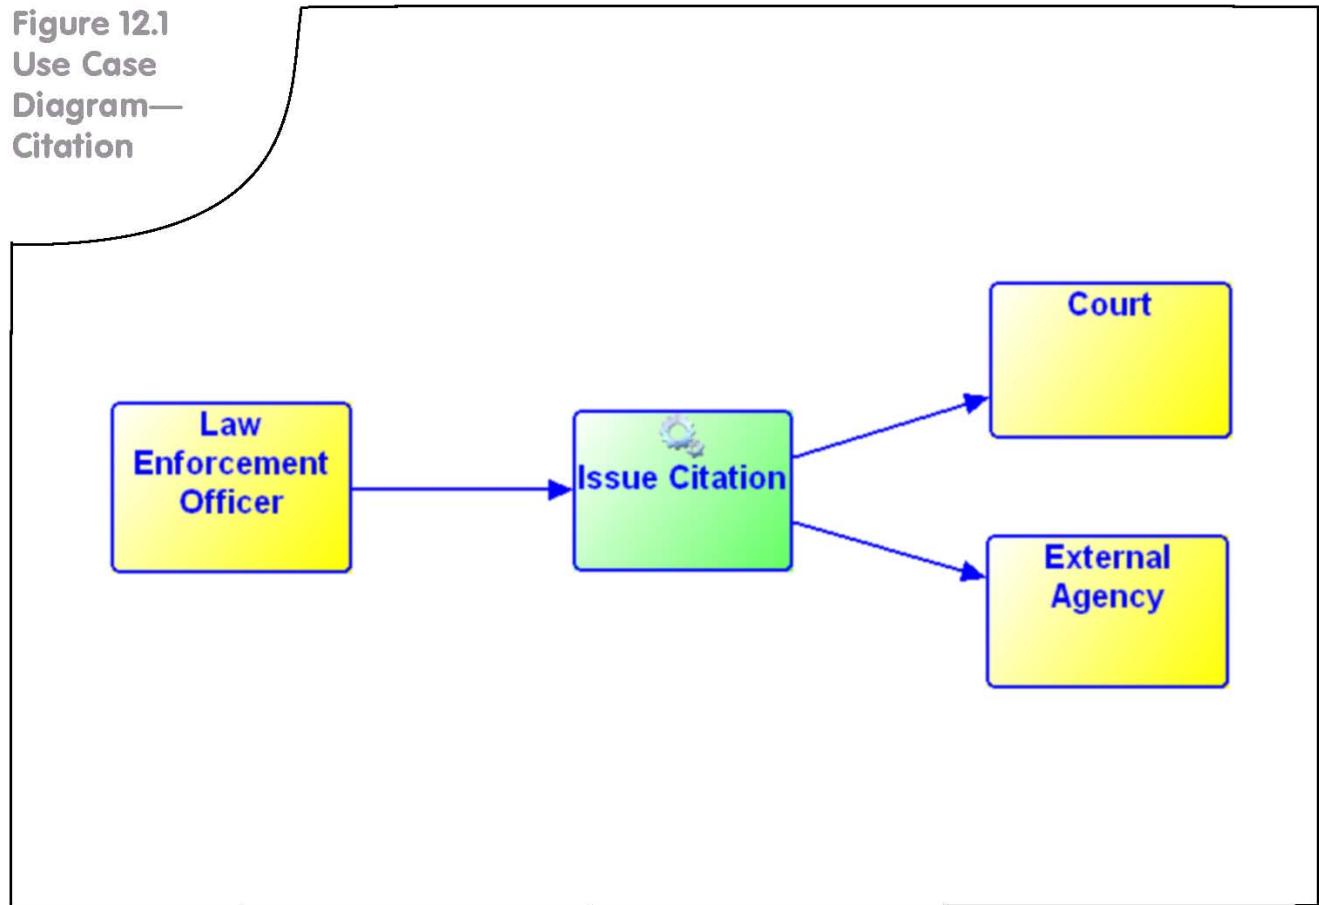 Figure 12.1
Use Case
Diagram—
Citation
Law
Enforcement
Officer
Issue Citation
Court
External
Agency